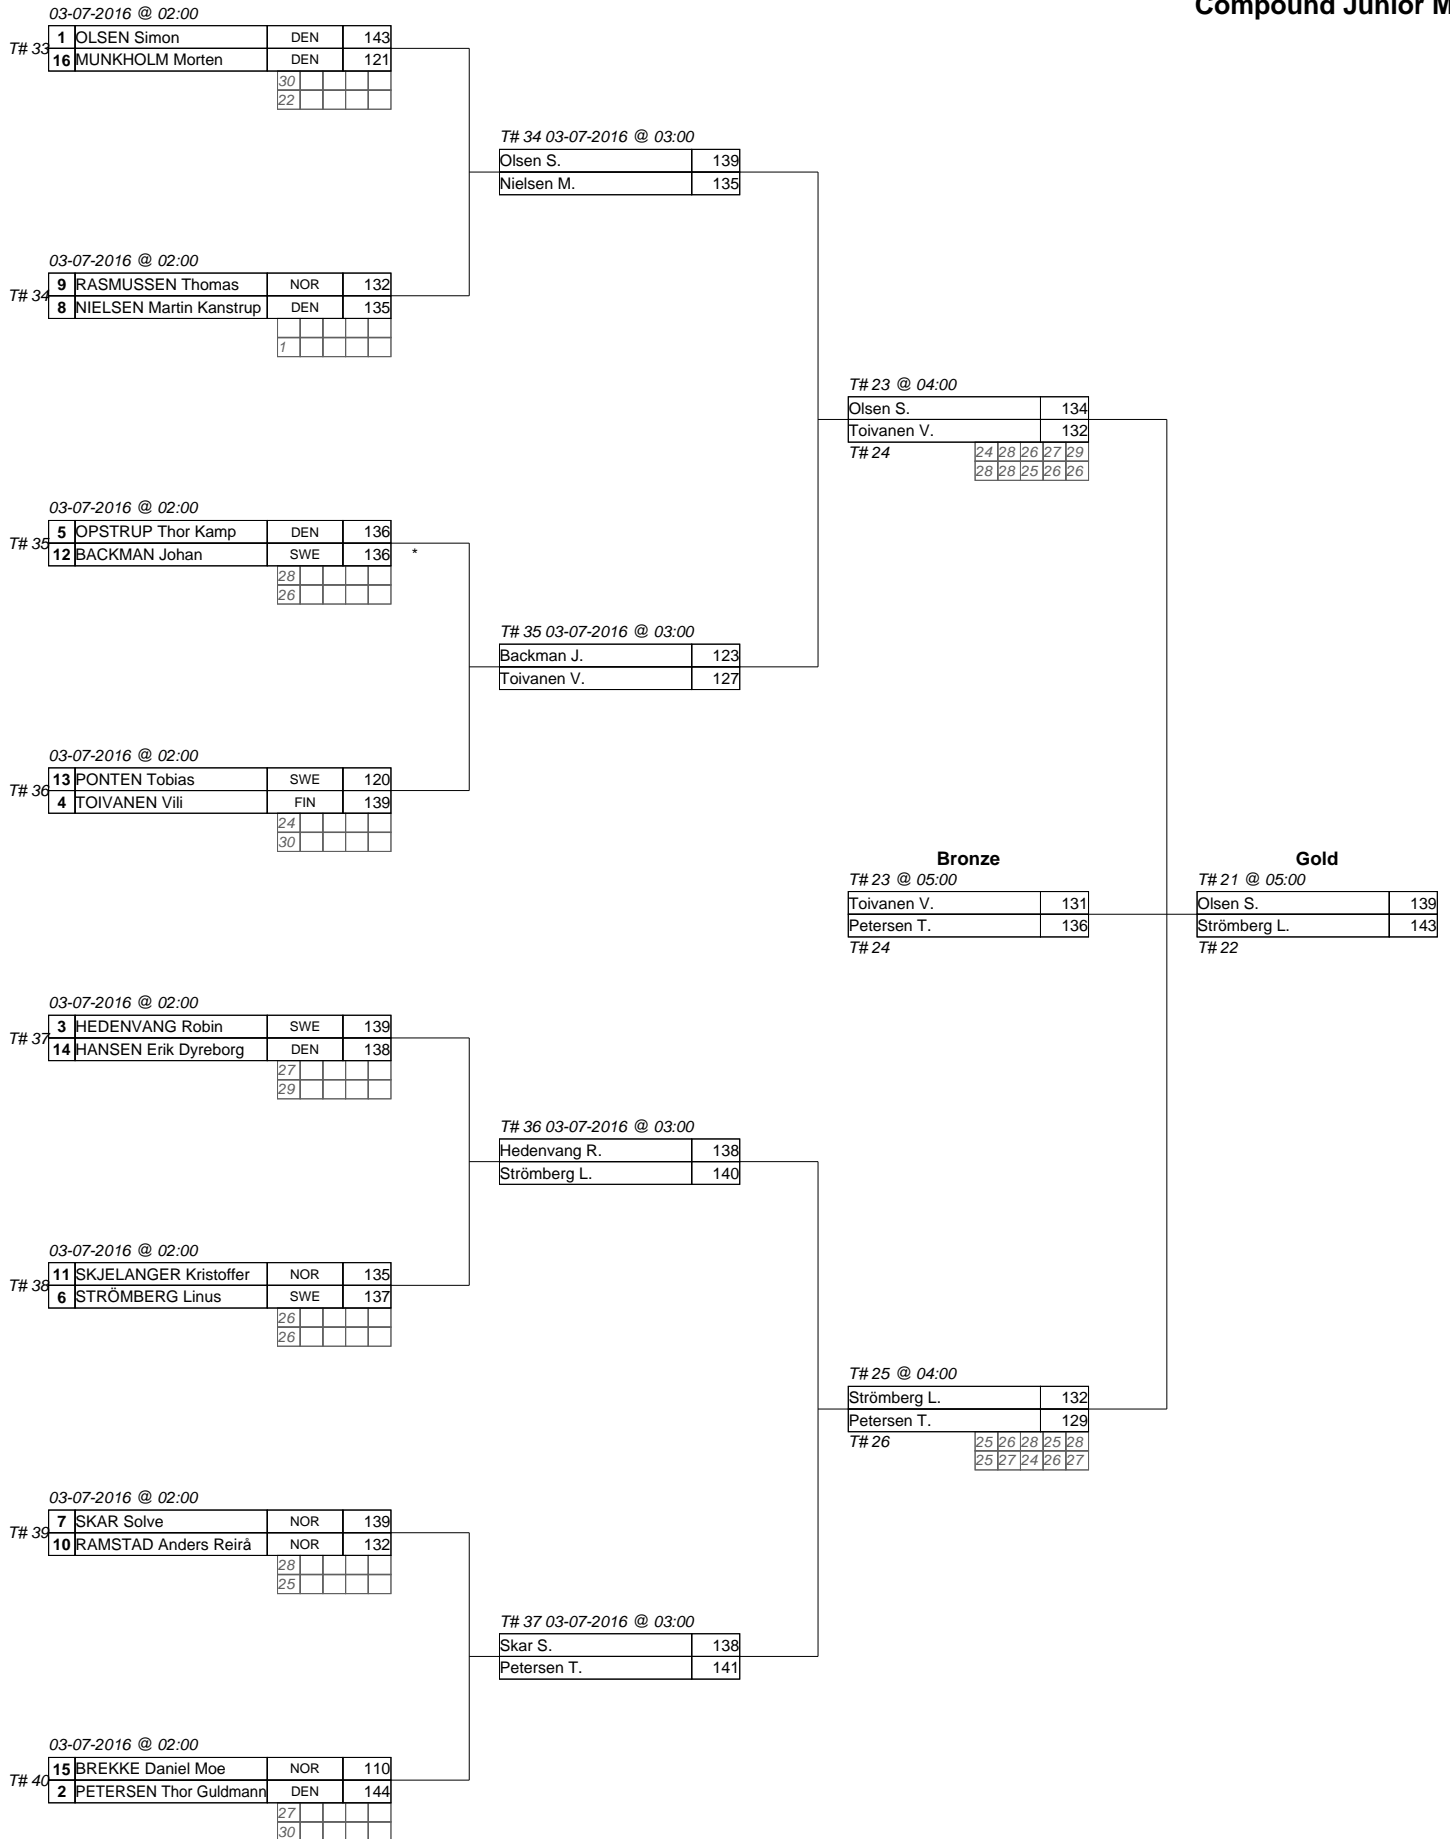 Compound Junior M
03-07-2016 @ 02:00
T# 33
1 OLSEN Simon DEN 143
16 MUNKHOLM Morten DEN 121
30
22
T# 34 03-07-2016 @ 03:00
Olsen S. 139
Nielsen M. 135
03-07-2016 @ 02:00
T# 34
9 RASMUSSEN Thomas NOR 132
8 NIELSEN Martin Kanstrup DEN 135
1
T# 23 @ 04:00
Olsen S. 134
Toivanen V. 132
T# 24
24 28 26 27 29
28 28 25 26 26
03-07-2016 @ 02:00
T# 35
5 OPSTRUP Thor Kamp DEN 136
12 BACKMAN Johan SWE 136 *
28
26
T# 35 03-07-2016 @ 03:00
Backman J. 123
Toivanen V. 127
03-07-2016 @ 02:00
T# 36
13 PONTEN Tobias SWE 120
4 TOIVANEN Vili FIN 139
24
30
Bronze
T# 23 @ 05:00
Toivanen V. 131
Petersen T. 136
T# 24
Gold
T# 21 @ 05:00
Olsen S. 139
Strömberg L. 143
T# 22
03-07-2016 @ 02:00
T# 37
3 HEDENVANG Robin SWE 139
14 HANSEN Erik Dyreborg DEN 138
27
29
T# 36 03-07-2016 @ 03:00
Hedenvang R. 138
Strömberg L. 140
03-07-2016 @ 02:00
T# 38
11 SKJELANGER Kristoffer NOR 135
6 STRÖMBERG Linus SWE 137
26
26
T# 25 @ 04:00
Strömberg L. 132
Petersen T. 129
T# 26
25 26 28 25 28
25 27 24 26 27
03-07-2016 @ 02:00
T# 39
7 SKAR Solve NOR 139
10 RAMSTAD Anders Reirå NOR 132
28
25
T# 37 03-07-2016 @ 03:00
Skar S. 138
Petersen T. 141
03-07-2016 @ 02:00
T# 40
15 BREKKE Daniel Moe NOR 110
2 PETERSEN Thor Guldmann DEN 144
27
30